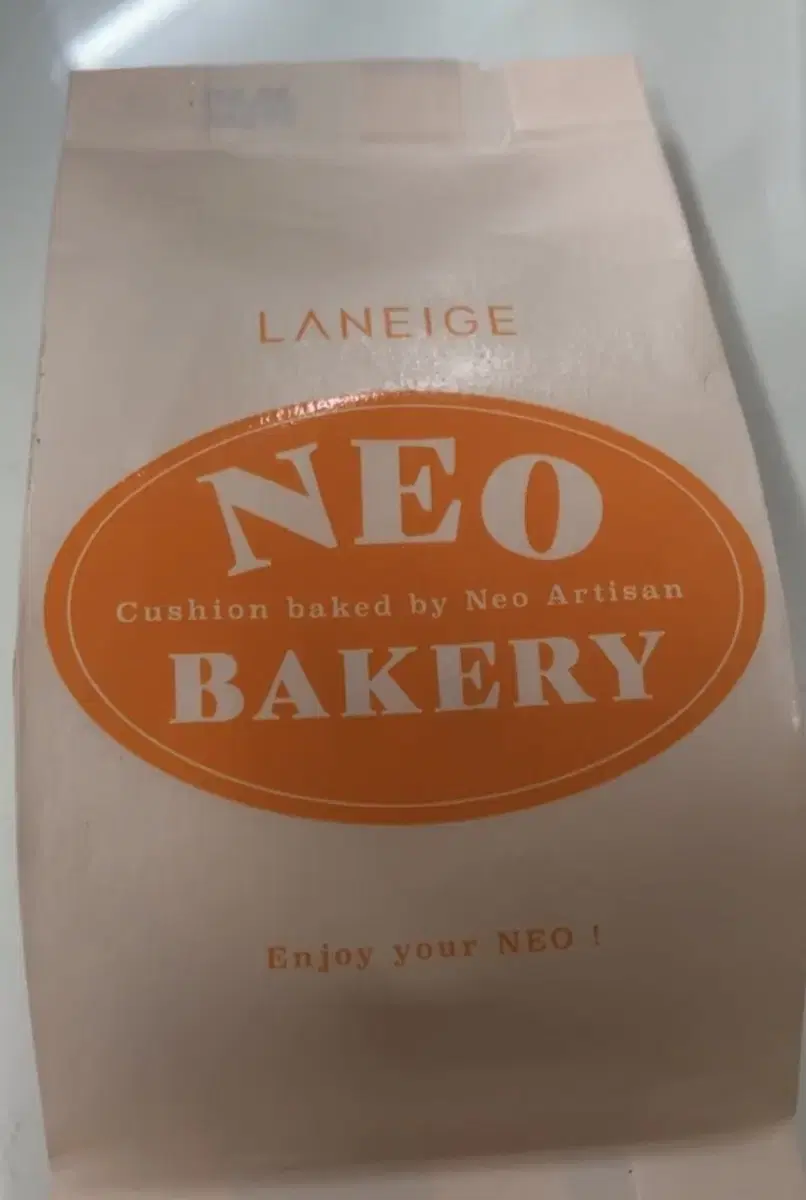 LANEIGE
NEO
Cushion baked by Neo Artisan
BAKERY
Enjoy your NEO !